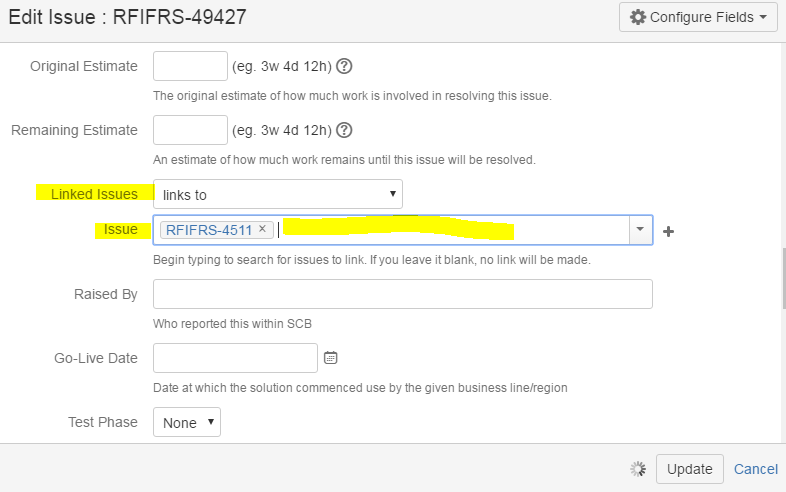 Edit Issue : RFIFRS-49427
Configure Fields
Original Estimate
(eg. 3w 4d 12h) ?
The original estimate of how much work is involved in resolving this issue.
Remaining Estimate
(eg. 3w 4d 12h) ?
An estimate of how much work remains until this issue will be resolved.
Linked Issues
links to
Issue
RFIFRS-4511 ×
Begin typing to search for issues to link. If you leave it blank, no link will be made.
Raised By
Who reported this within SCB
Go-Live Date
Date at which the solution commenced use by the given business line/region
Test Phase
None
Update Cancel